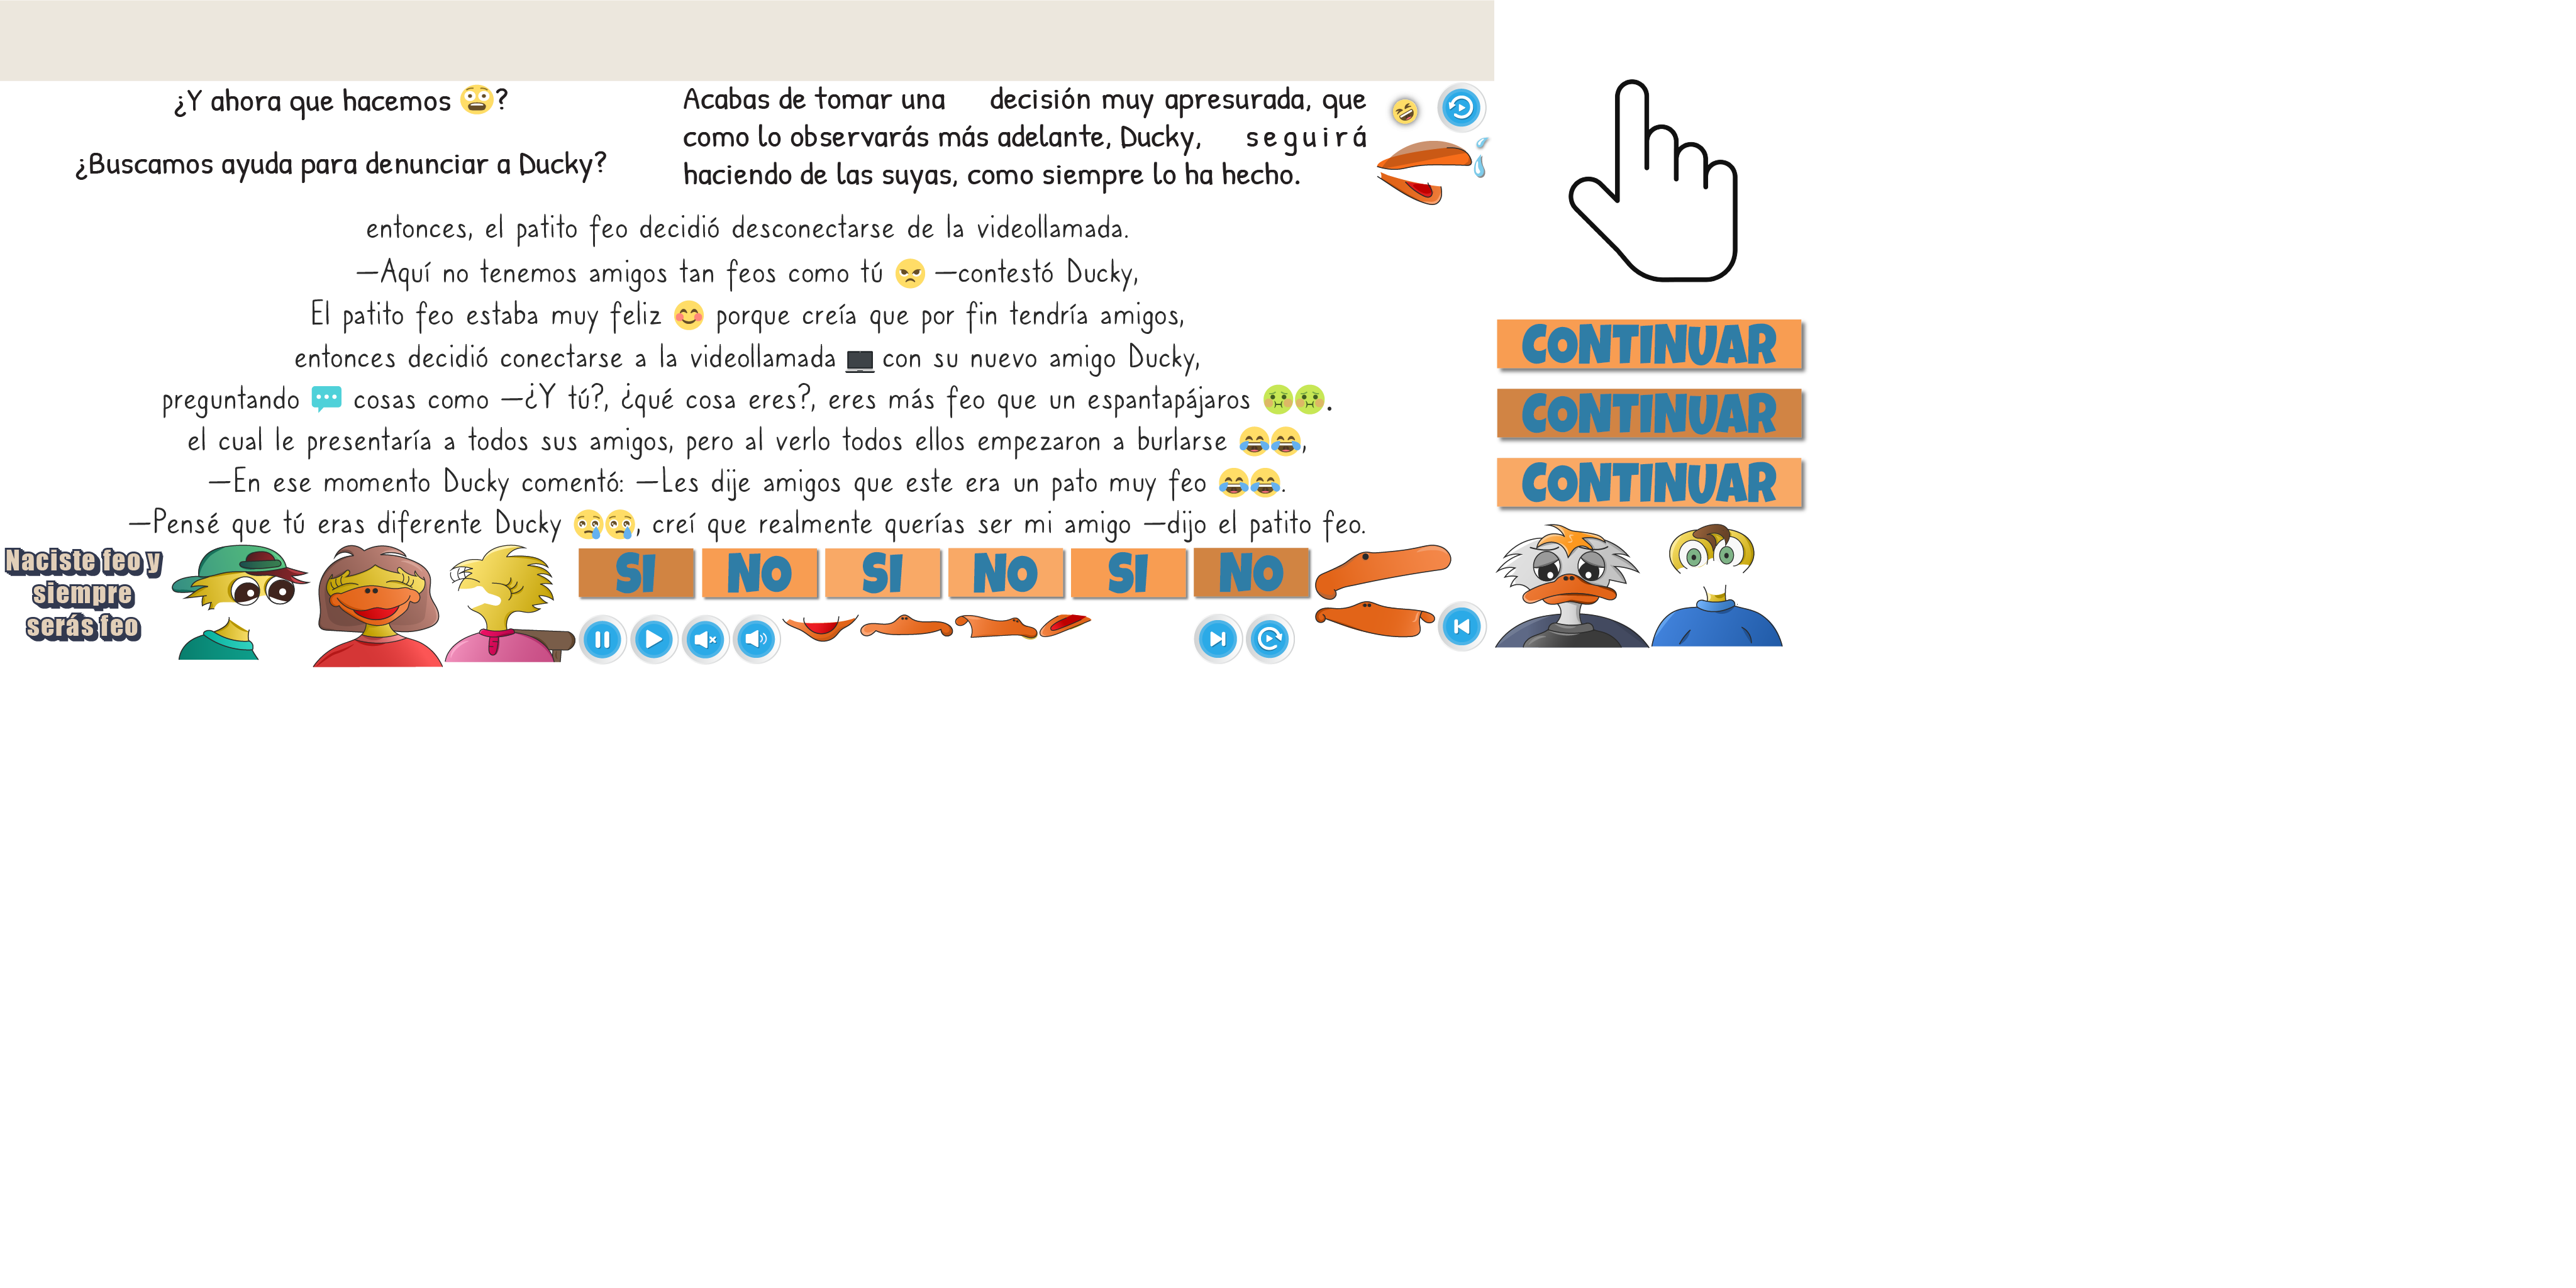 ¿Y ahora que hacemos 😨?
¿Buscamos ayuda para denunciar a Ducky?
Acabas de tomar una decisión muy apresurada, que
como lo observarás más adelante, Ducky, seguirá
haciendo de las suyas, como siempre lo ha hecho.
entonces, el patito feo decidió desconectarse de la videollamada.
—Aquí no tenemos amigos tan feos como tú 😠 —contestó Ducky,
El patito feo estaba muy feliz 😊 porque creía que por fin tendría amigos,
entonces decidió conectarse a la videollamada 💻 con su nuevo amigo Ducky,
preguntando 💬 cosas como —¿Y tú?, ¿qué cosa eres?, eres más feo que un espantapájaros 🤢🤢.
el cual le presentaría a todos sus amigos, pero al verlo todos ellos empezaron a burlarse 😂😂,
—En ese momento Ducky comentó: —Les dije amigos que este era un pato muy feo 😂😂.
—Pensé que tú eras diferente Ducky 😢😢, creí que realmente querías ser mi amigo —dijo el patito feo.
CONTINUAR
CONTINUAR
CONTINUAR
Naciste feo y
siempre
serás feo
SI
NO
SI
NO
SI
NO